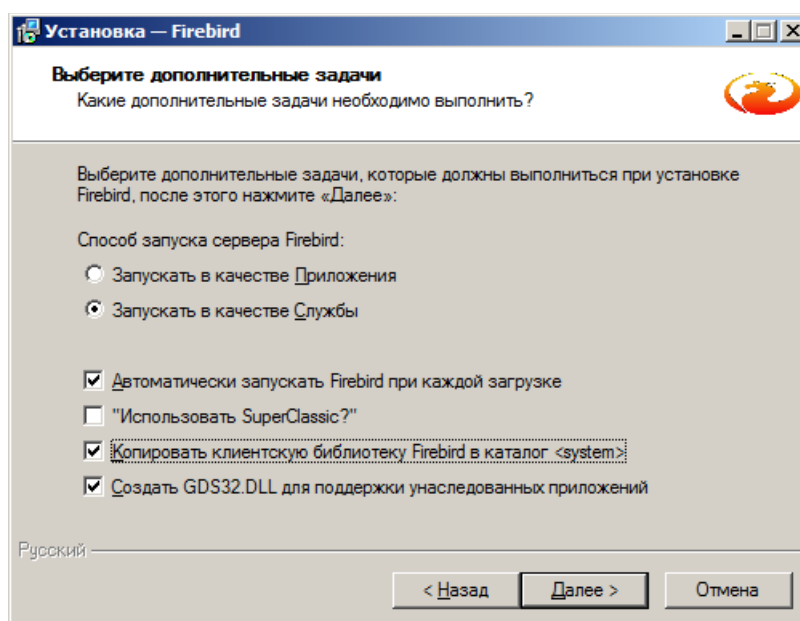 Установка — Firebird
Выберите дополнительные задачи
Какие дополнительные задачи необходимо выполнить?
Выберите дополнительные задачи, которые должны выполниться при установке
Firebird, после этого нажмите «Далее»:
Способ запуска сервера Firebird:
Запускать в качестве Приложения
Запускать в качестве Службы
Автоматически запускать Firebird при каждой загрузке
"Использовать SuperClassic?"
Копировать клиентскую библиотеку Firebird в каталог <system>
Создать GDS32.DLL для поддержки унаследованных приложений
Русский
< Назад
Далее >
Отмена